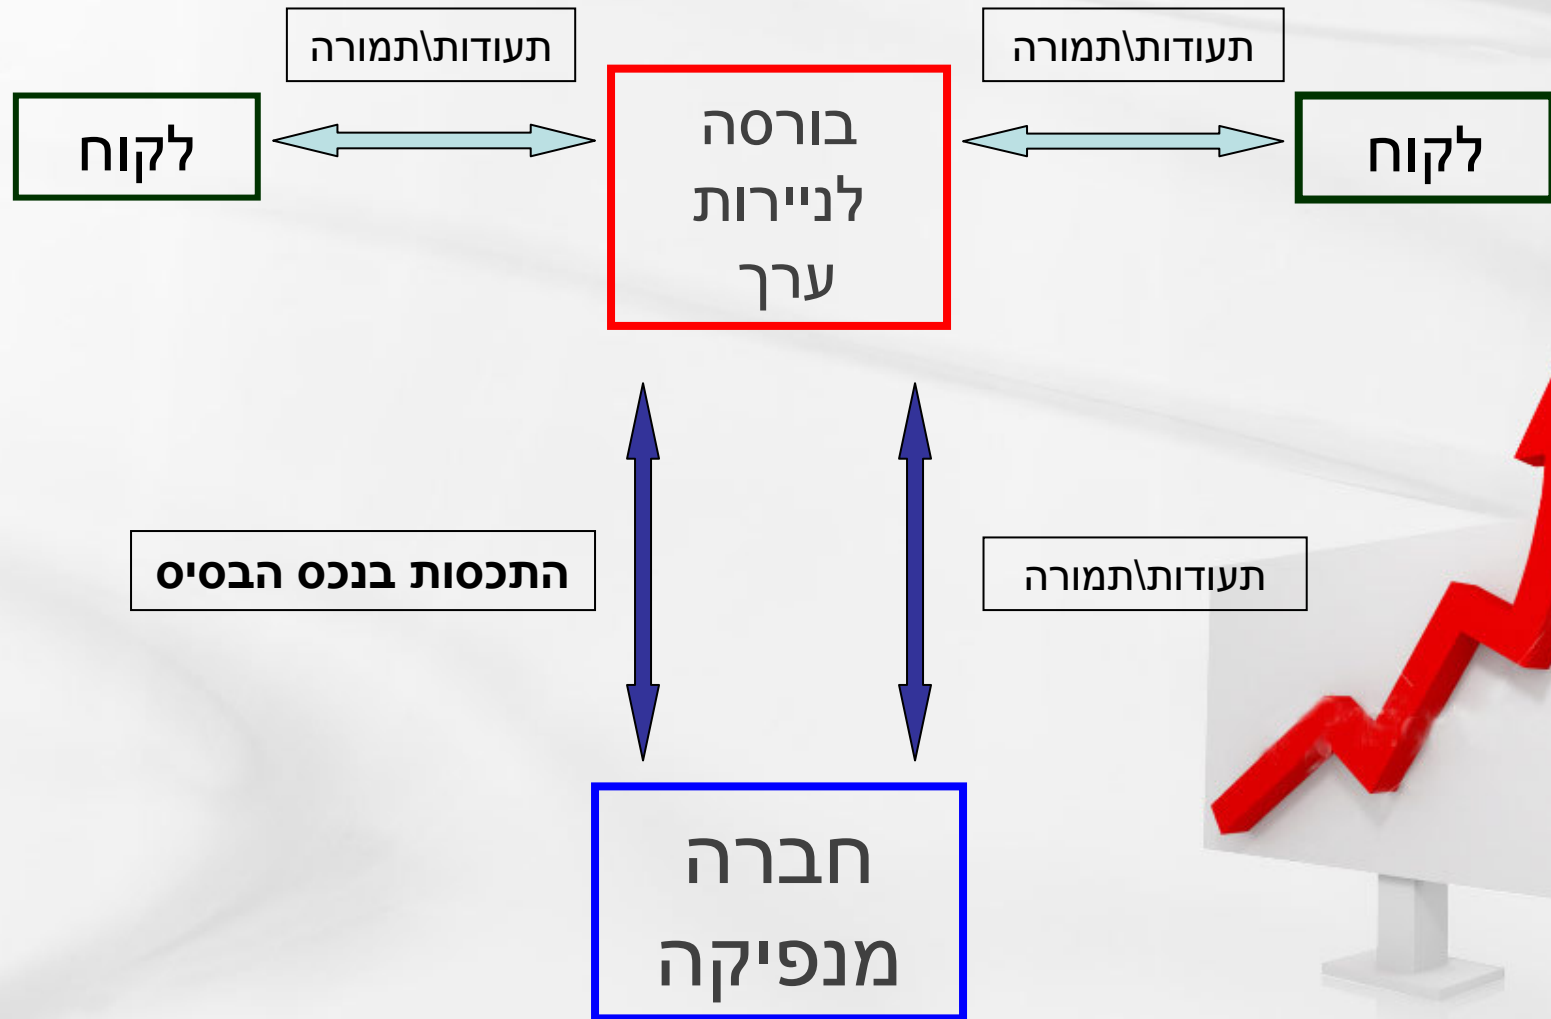 תעודות\תמורה
תעודות\תמורה
לקוח
בורסה
לניירות
ערך
לקוח
תעודות\תמורה
התכסות בנכס הבסיס
חברה
מנפיקה